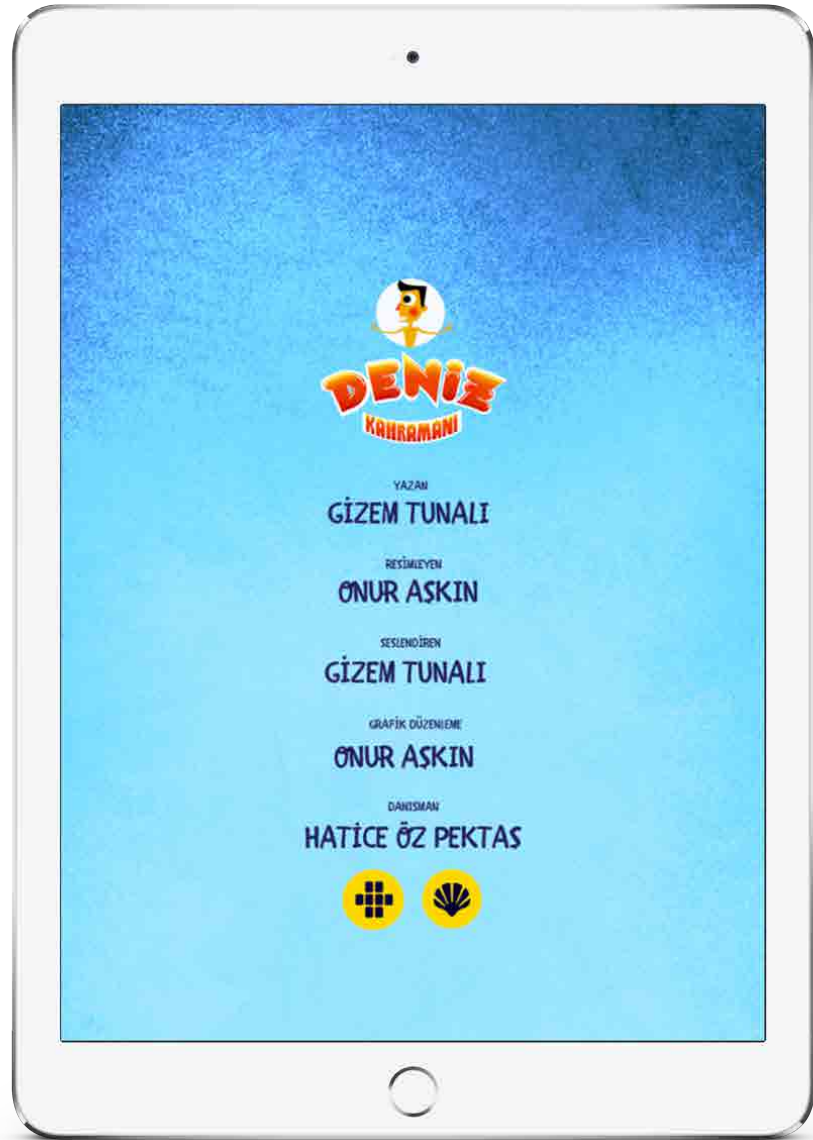 DENİZ
KAHRAMANI
YAZAN
GİZEM TUNALI
RESİMLEYEN
ONUR AŞKIN
SESLENDİREN
GİZEM TUNALI
GRAFİK DÜZENLEME
ONUR AŞKIN
DANIŞMAN
HATİCE ÖZ PEKTAŞ